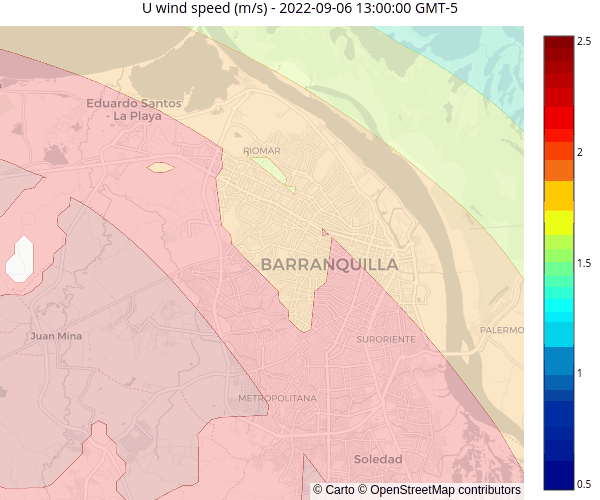 U wind speed (m/s) - 2022-09-06 13:00:00 GMT-5
2.5
Eduardo Santos
- La Playa
RIOMAR
2
BARRANQUILLA
1.5
PALERMO
Juan Mina
SURORIENTE
1
METROPOLITANA
Soledad
0.5
© Carto © OpenStreetMap contributors